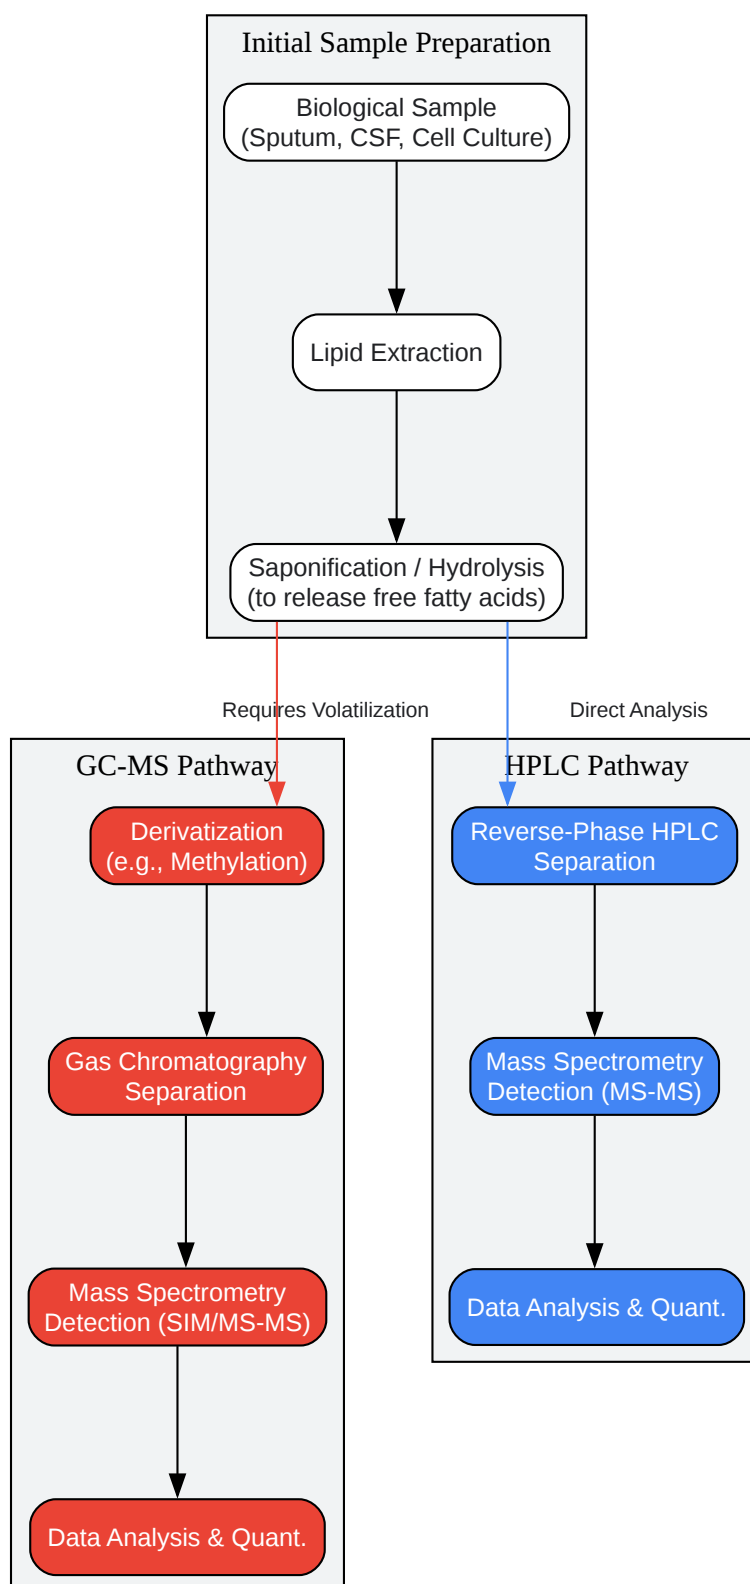 Initial Sample Preparation
Biological Sample
(Sputum, CSF, Cell Culture)
Lipid Extraction
Saponification / Hydrolysis
(to release free fatty acids)
Requires Volatilization
Direct Analysis
GC-MS Pathway
Derivatization
(e.g., Methylation)
Gas Chromatography
Separation
Mass Spectrometry
Detection (SIM/MS-MS)
Data Analysis & Quant.
HPLC Pathway
Reverse-Phase HPLC
Separation
Mass Spectrometry
Detection (MS-MS)
Data Analysis & Quant.